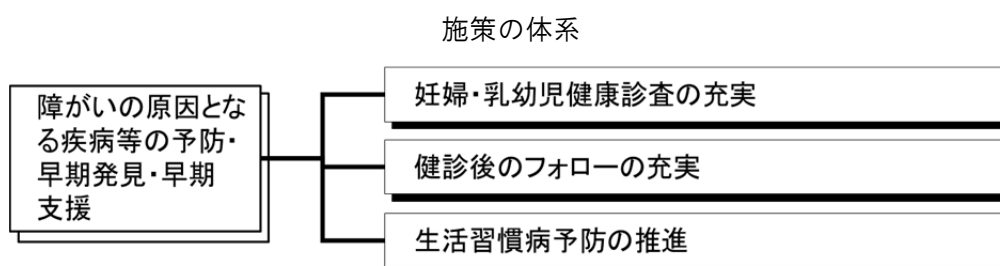 施策の体系
障がいの原因とな
る疾病等の予防・
早期発見・早期
支援
妊婦・乳幼児健康診査の充実
健診後のフォローの充実
生活習慣病予防の推進